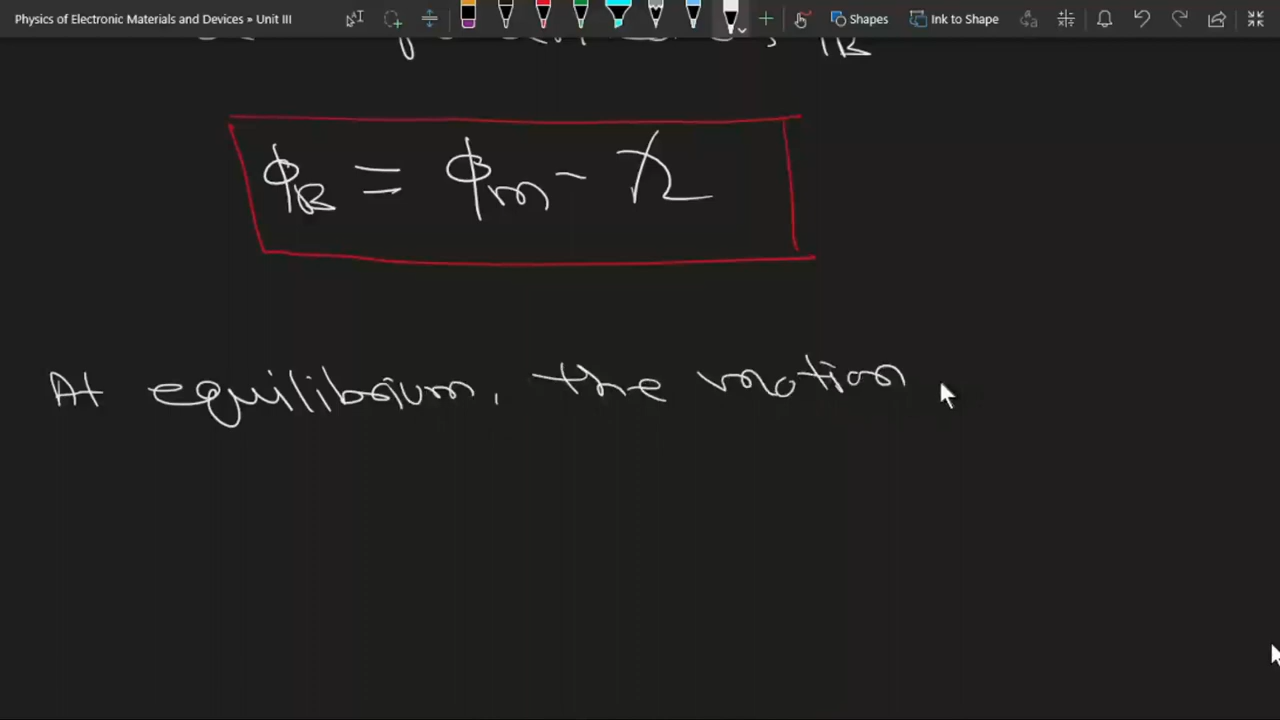 Physics of Electronic Materials and Devices » Unit III
Shapes
Ink to Shape
ϕB = ϕm - χ
At equilibrium, the motion